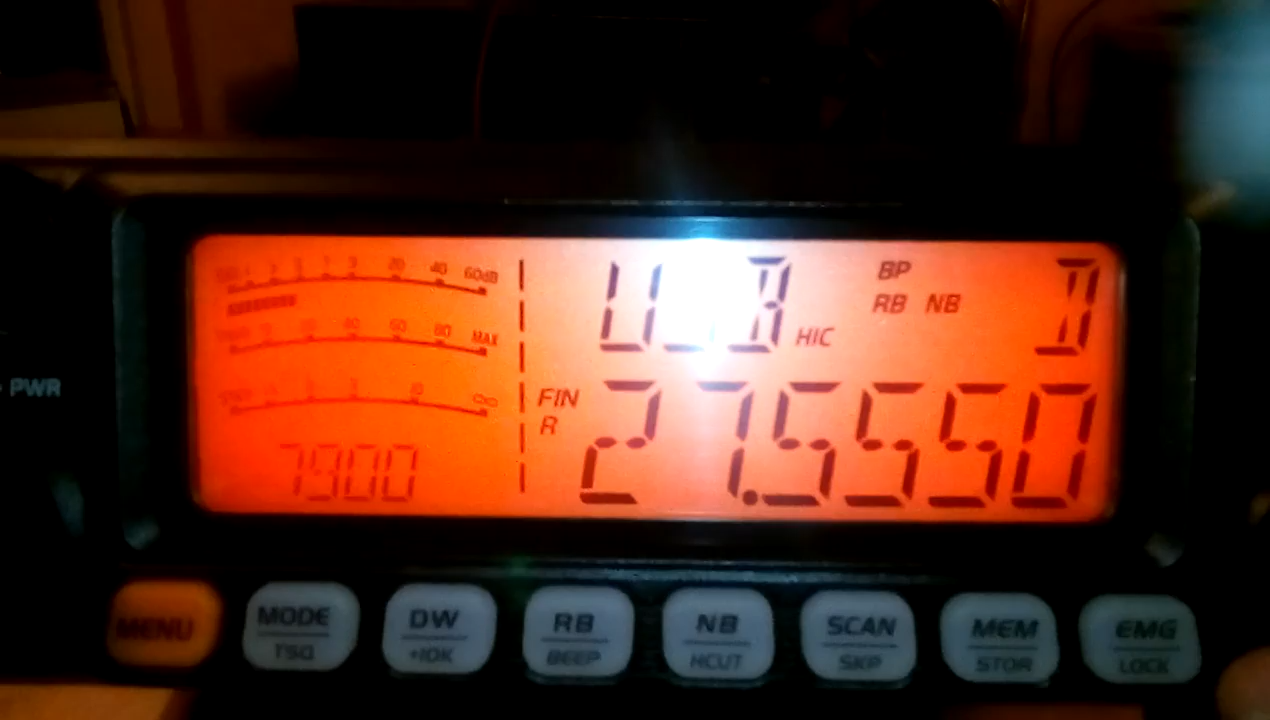 60dB
BP
RB NB
HIC
D
MAX
FIN
R
27.5550
7900
PWR
MENU
MODE
DW
RB
NB
SCAN
MEM
EMG
TSQ
+10K
BEEP
HCUT
SKP
STOR
LOCK